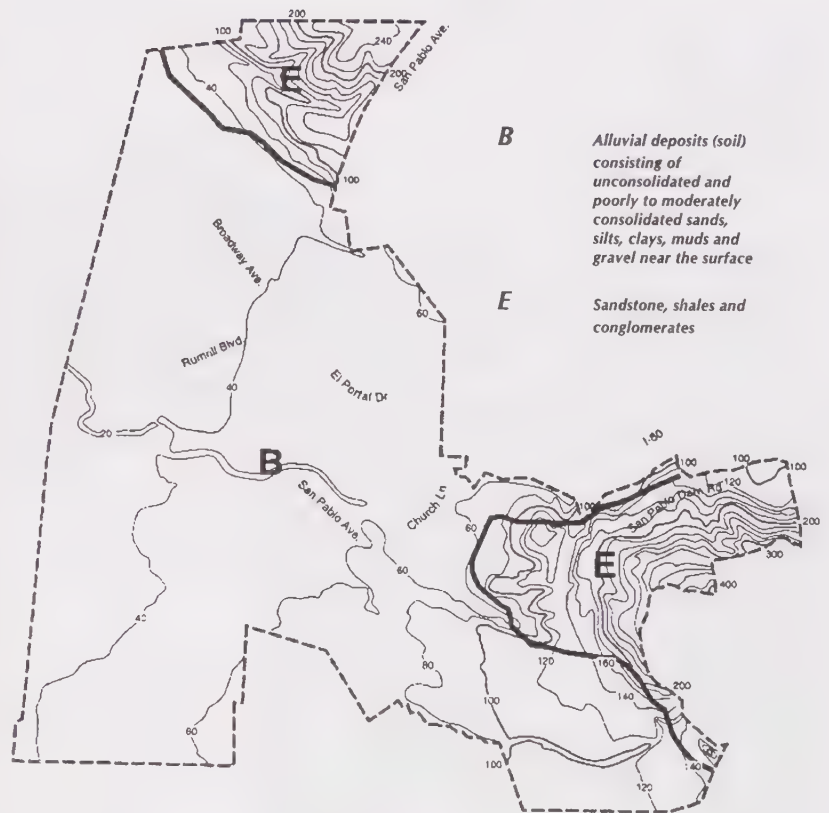 200
100
240
San Pablo Ave.
200
E
40
100
B
Alluvial deposits (soil)
consisting of
unconsolidated and
poorly to moderately
consolidated sands,
silts, clays, muds and
gravel near the surface
E
Sandstone, shales and
conglomerates
Broadway Ave.
60
Rumrill Blvd.
40
El Portal Dr
20
B
I-80
San Pablo Ave.
Church Ln
100
100
100
120
San Pablo Dam Rd
100
200
60
E
300
400
60
40
80
120
160
140
200
100
60
100
140
120